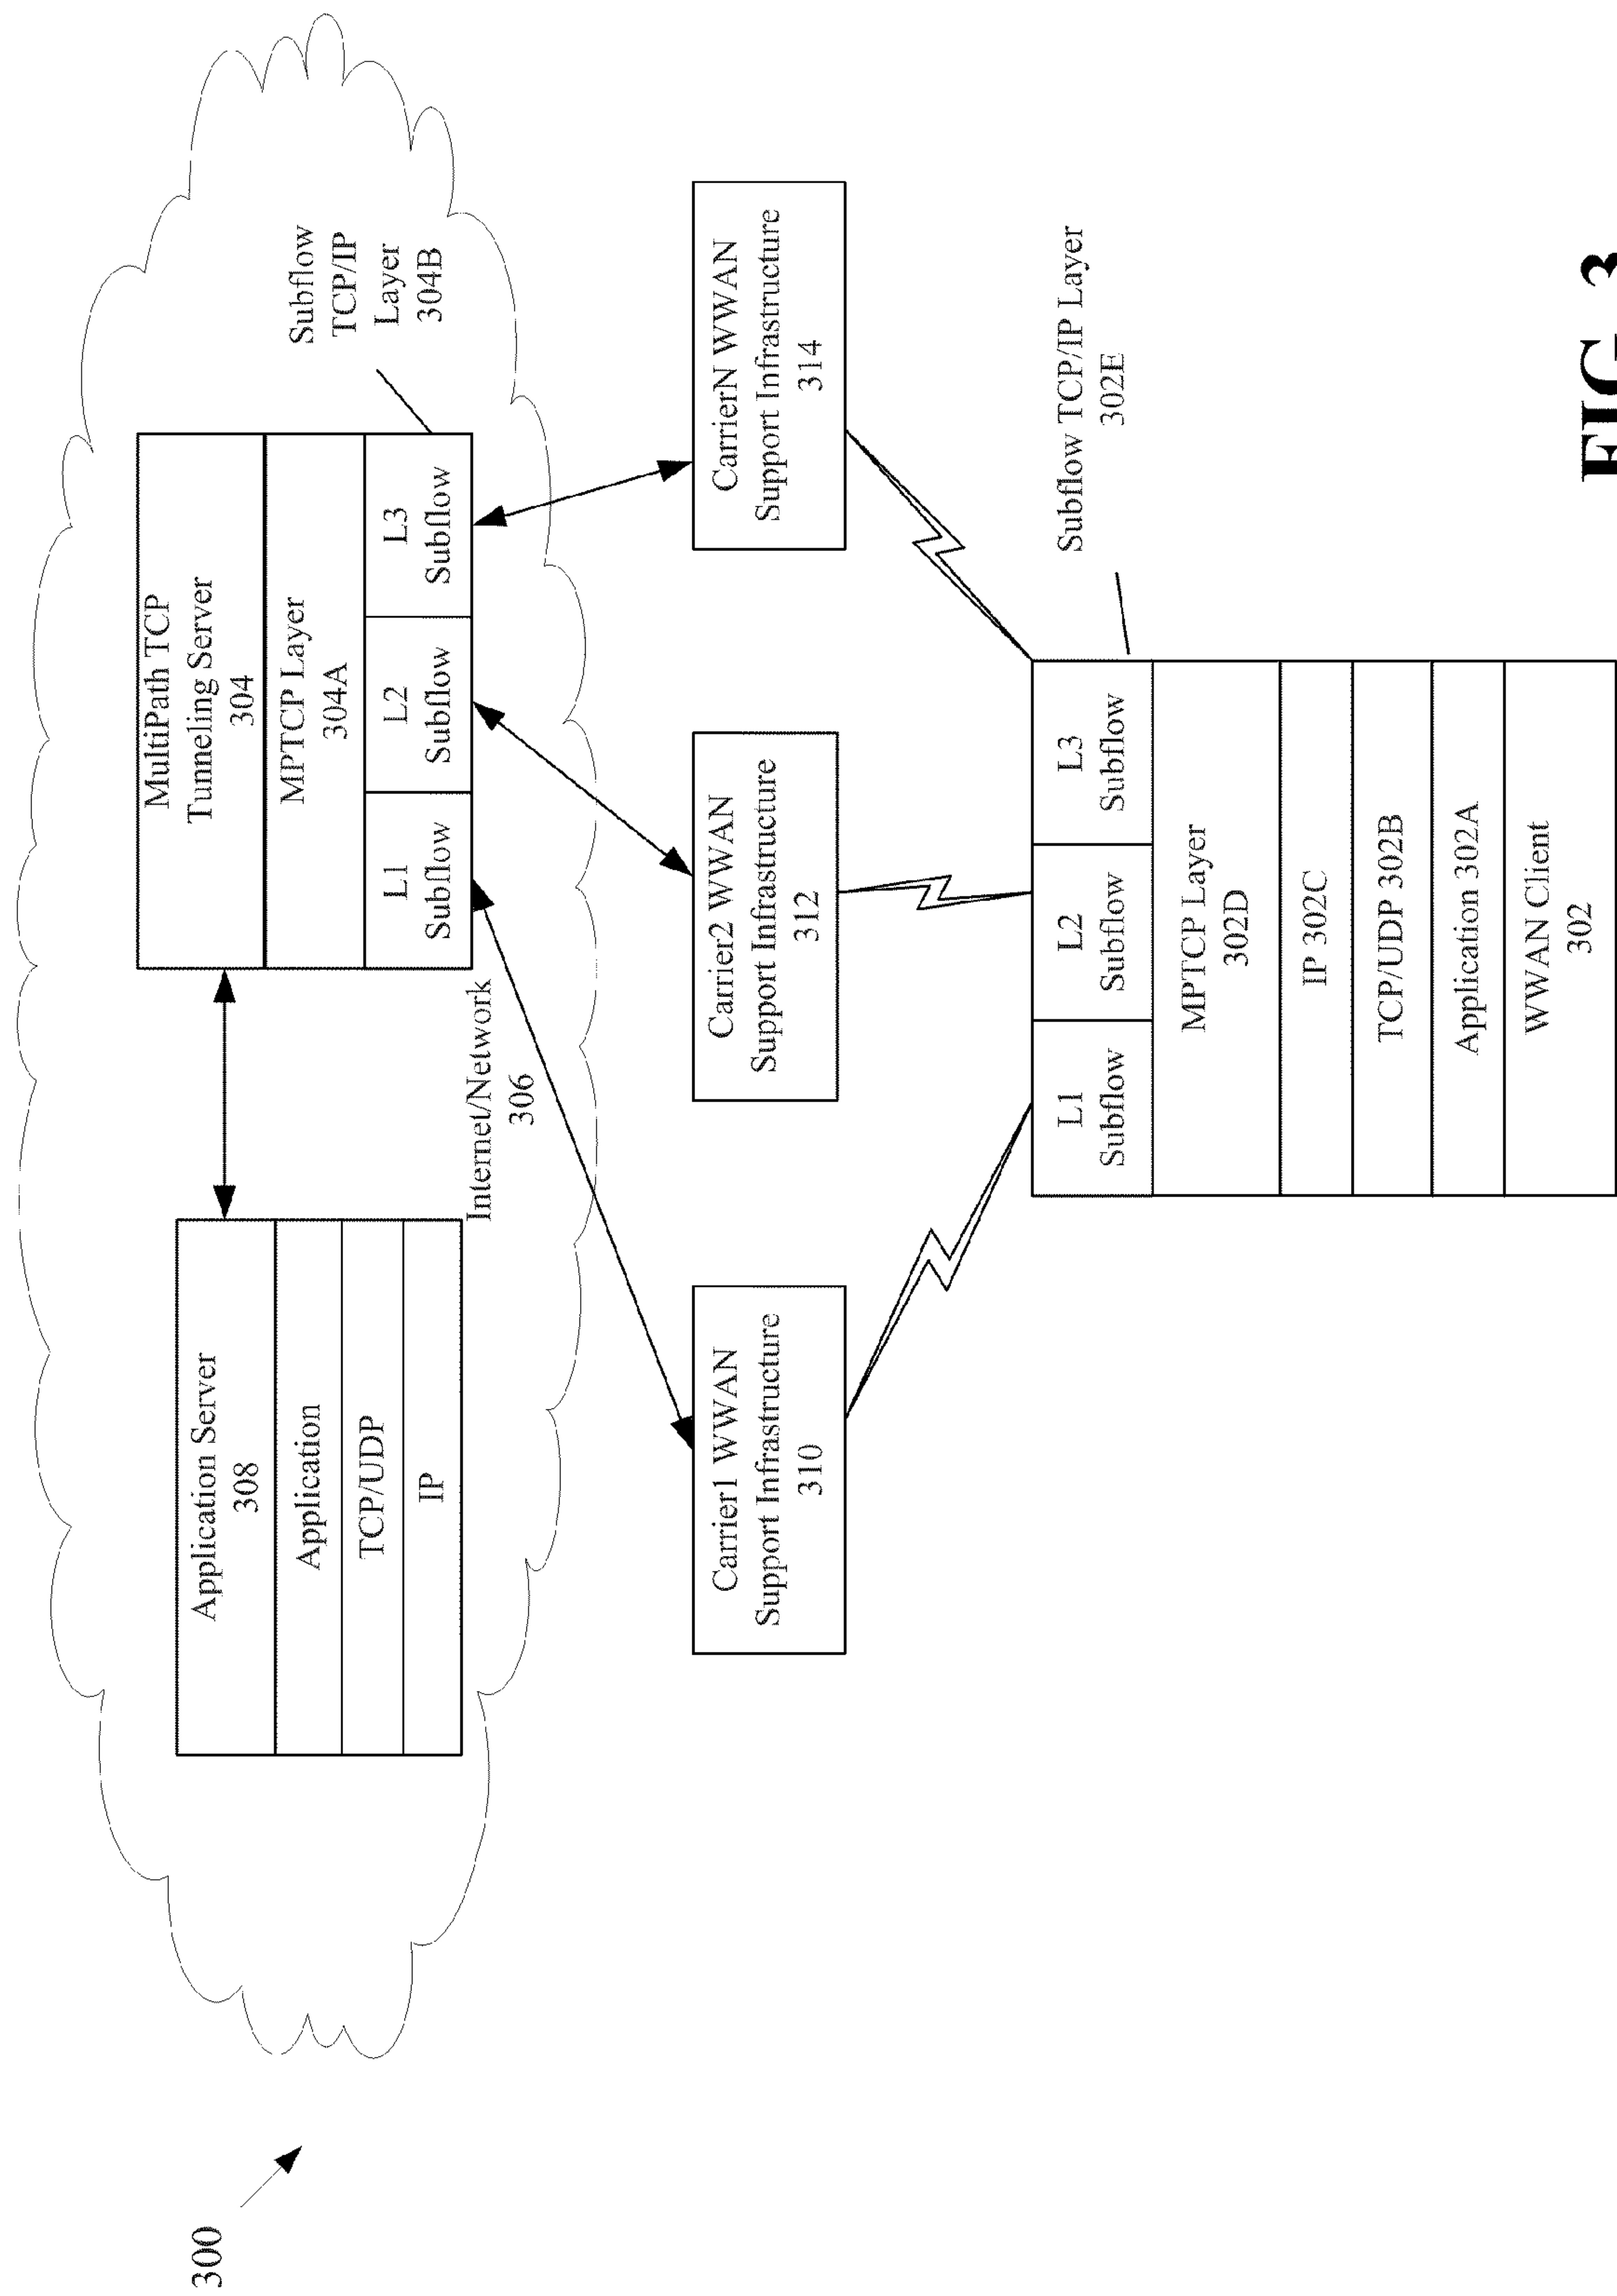 300
Application Server
308
Application
TCP/UDP
IP
Internet/Network
306
MultiPath TCP
Tunneling Server
304
MPTCP Layer
304A
L1
Subflow
L2
Subflow
L3
Subflow
Subflow
TCP/IP
Layer
304B
Carrier1 WWAN
Support Infrastructure
310
Carrier2 WWAN
Support Infrastructure
312
CarrierN WWAN
Support Infrastructure
314
Subflow TCP/IP Layer
302E
L1
Subflow
L2
Subflow
L3
Subflow
MPTCP Layer
302D
IP 302C
TCP/UDP 302B
Application 302A
WWAN Client
302
FIG. 3